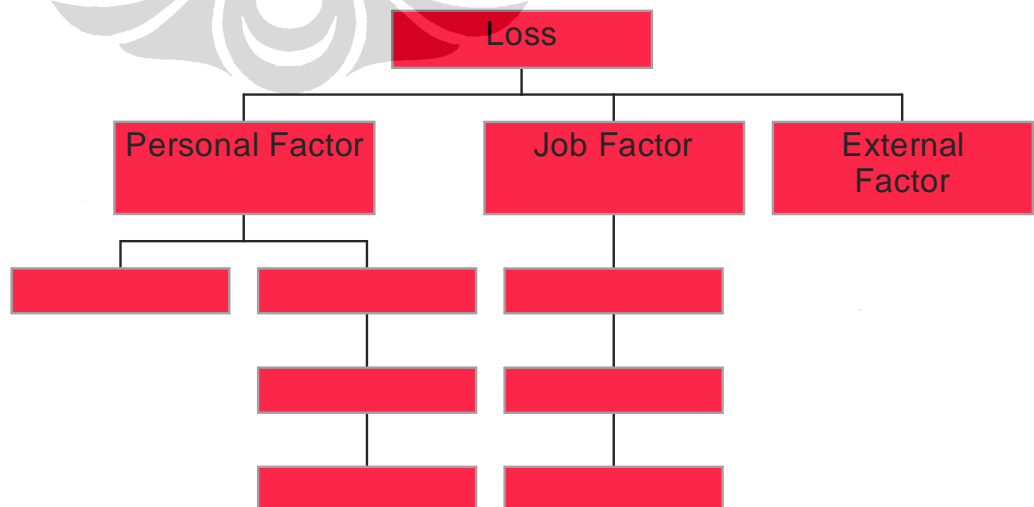 Loss
Personal Factor
Job Factor
External
Factor